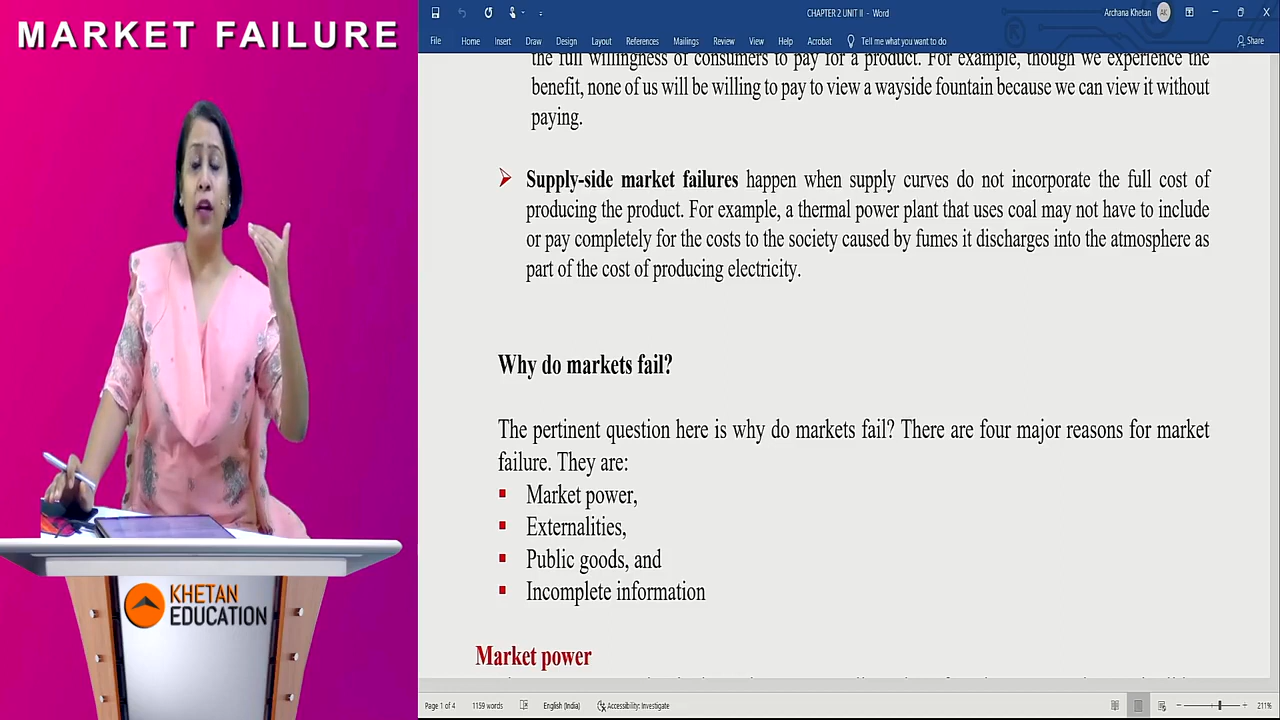 MARKET FAILURE
CHAPTER 2 UNIT II - Word
Archana Khetan
AK
File Home Insert Draw Design Layout References Mailings Review View Help Acrobat Tell me what you want to do
Share
the full willingness of consumers to pay for a product. For example, though we experience the
benefit, none of us will be willing to pay to view a wayside fountain because we can view it without
paying.
Supply-side market failures happen when supply curves do not incorporate the full cost of
producing the product. For example, a thermal power plant that uses coal may not have to include
or pay completely for the costs to the society caused by fumes it discharges into the atmosphere as
part of the cost of producing electricity.
Why do markets fail?
The pertinent question here is why do markets fail? There are four major reasons for market
failure. They are:
Market power,
Externalities,
Public goods, and
Incomplete information
Market power
KHETAN
EDUCATION
Page 1 of 4 1159 words English (India) Accessibility: Investigate
211%